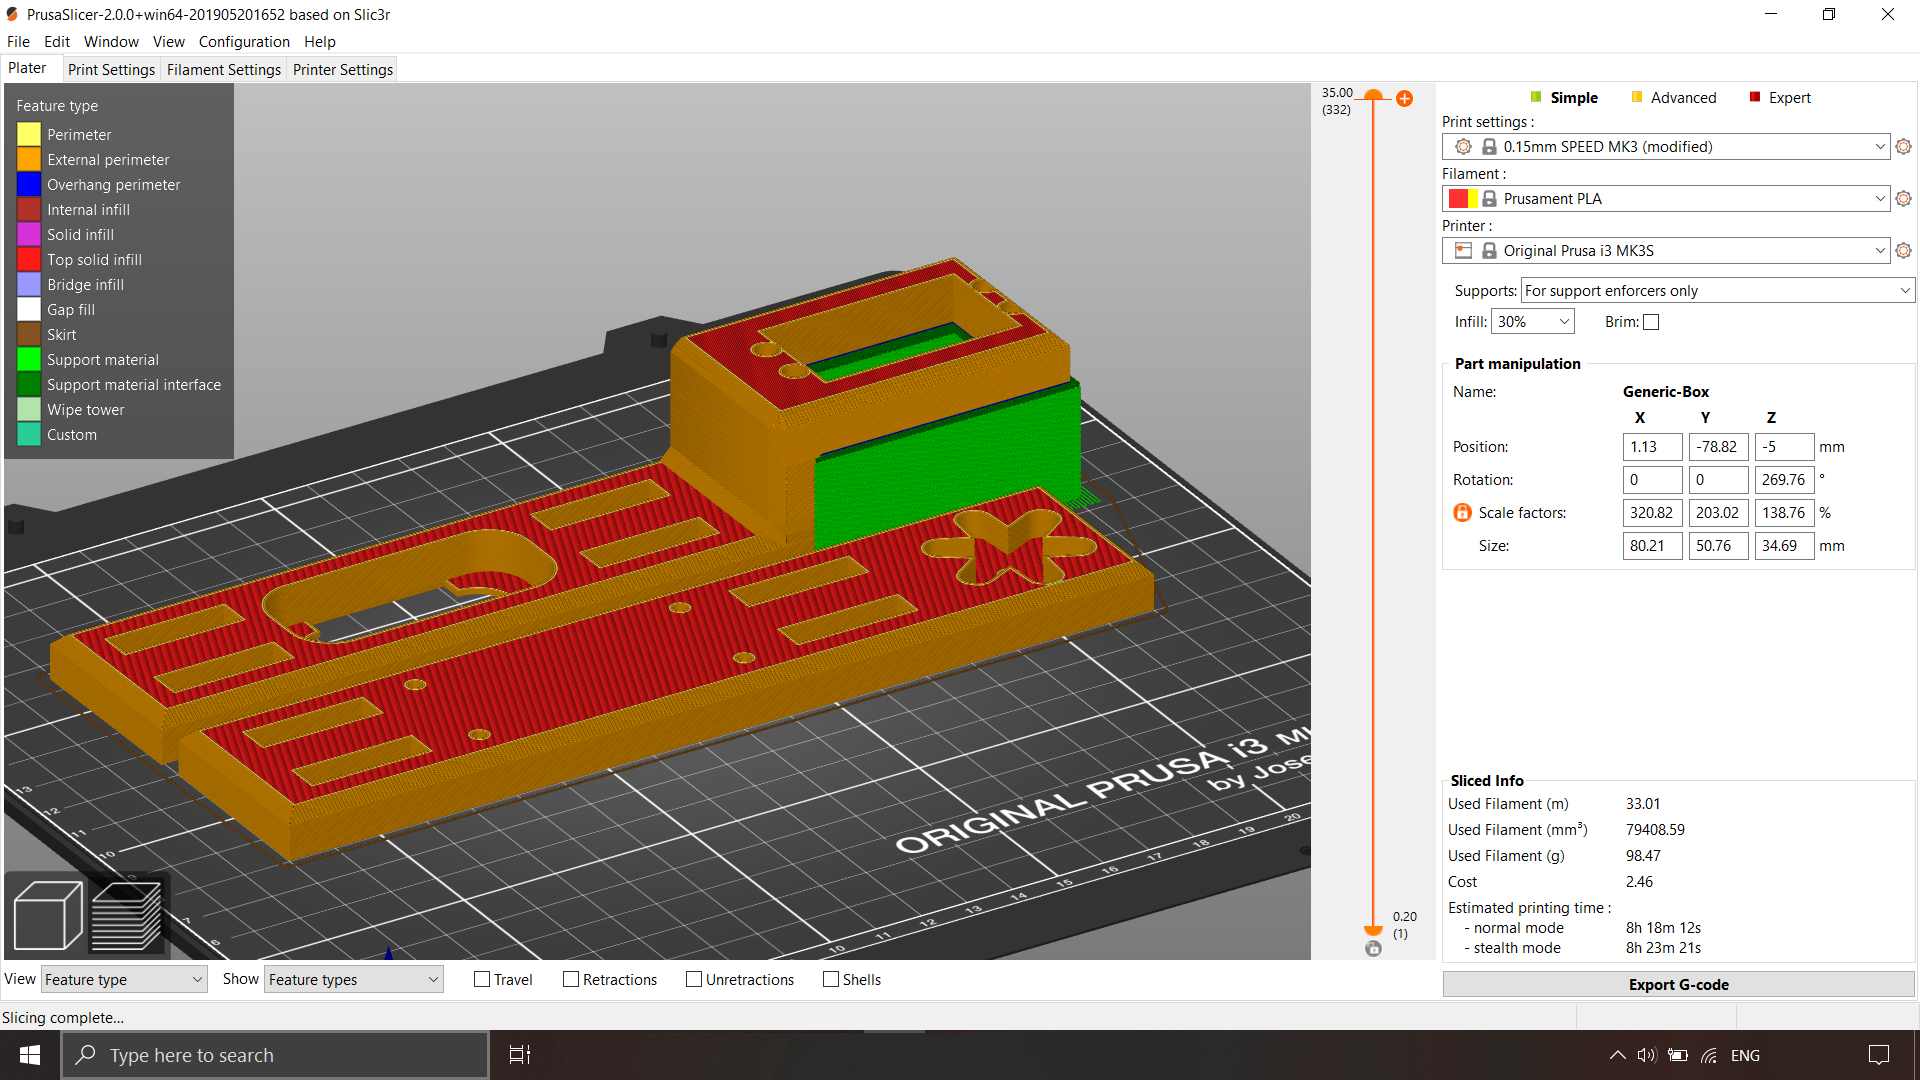 PrusaSlicer-2.0.0+win64-201905201652 based on Slic3r
File Edit Window View Configuration Help
Plater Print Settings Filament Settings Printer Settings
Feature type
Perimeter
External perimeter
Overhang perimeter
Internal infill
Solid infill
Top solid infill
Bridge infill
Gap fill
Skirt
Support material
Support material interface
Wipe tower
Custom
35.00
(332)
0.20
(1)
ORIGINAL PRUSA i3
by Jose
13
12
11
10
7
6
10 11 12 13 14 15 16 17 18 19 20
View Feature type Show Feature types Travel Retractions Unretractions Shells
Simple Advanced Expert
Print settings :
0.15mm SPEED MK3 (modified)
Filament :
Prusament PLA
Printer :
Original Prusa i3 MK3S
Supports: For support enforcers only
Infill: 30% Brim:
Part manipulation
Name: Generic-Box
X Y Z
Position: 1.13 -78.82 -5 mm
Rotation: 0 0 269.76 °
Scale factors: 320.82 203.02 138.76 %
Size: 80.21 50.76 34.69 mm
Sliced Info
Used Filament (m) 33.01
Used Filament (mm³) 79408.59
Used Filament (g) 98.47
Cost 2.46
Estimated printing time :
- normal mode 8h 18m 12s
- stealth mode 8h 23m 21s
Export G-code
Slicing complete...
Type here to search
ENG